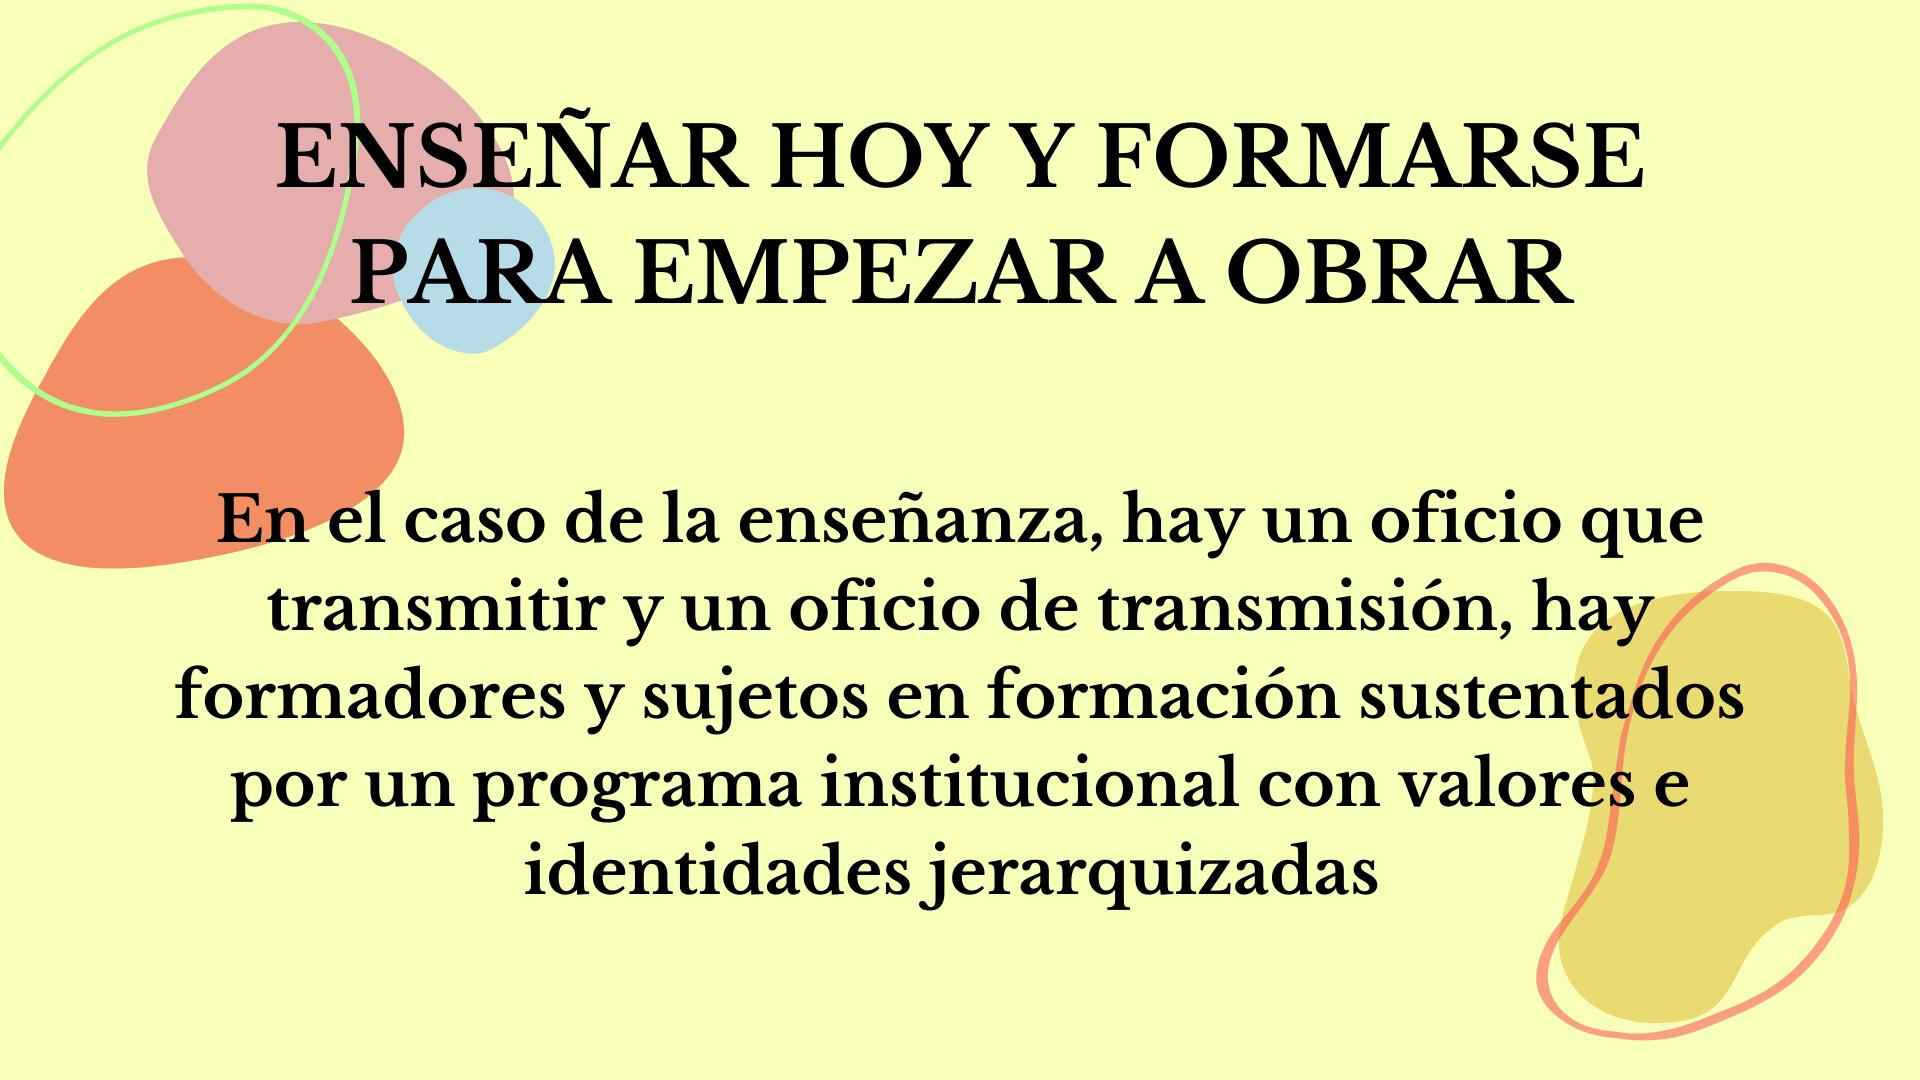 ENSEÑAR HOY Y FORMARSE
PARA EMPEZAR A OBRAR
En el caso de la enseñanza, hay un oficio que
transmitir y un oficio de transmisión, hay
formadores y sujetos en formación sustentados
por un programa institucional con valores e
identidades jerarquizadas